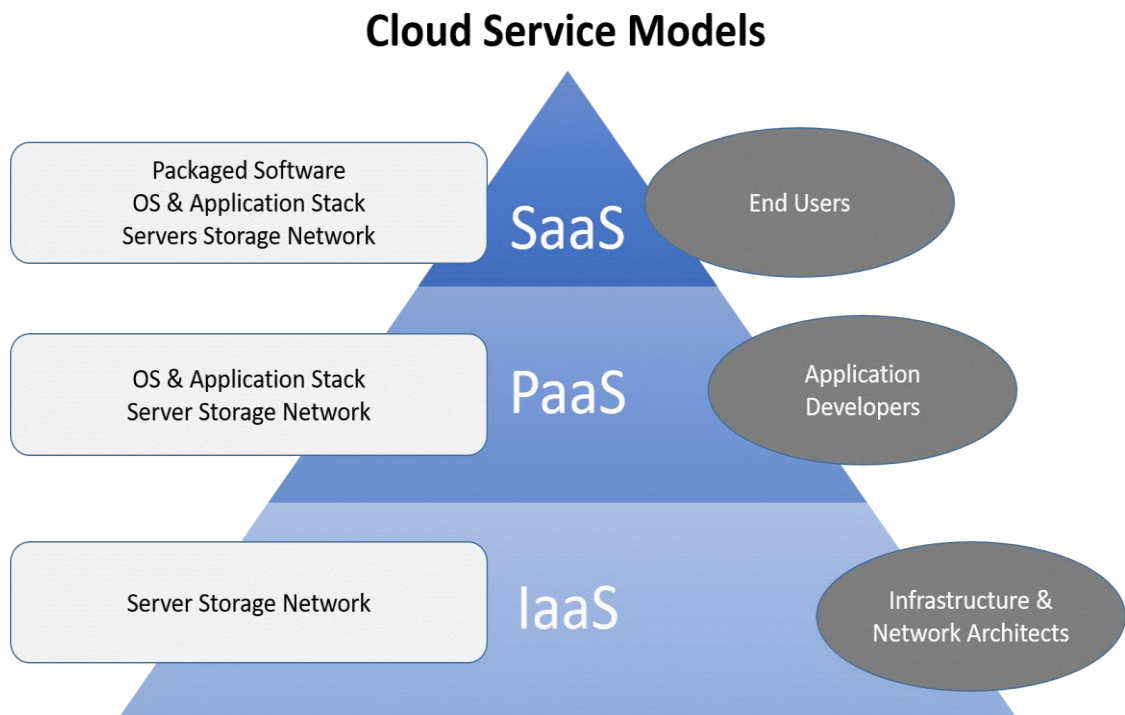 Cloud Service Models
Packaged Software
OS & Application Stack
Servers Storage Network
SaaS
End Users
OS & Application Stack
Server Storage Network
PaaS
Application
Developers
Server Storage Network
IaaS
Infrastructure &
Network Architects